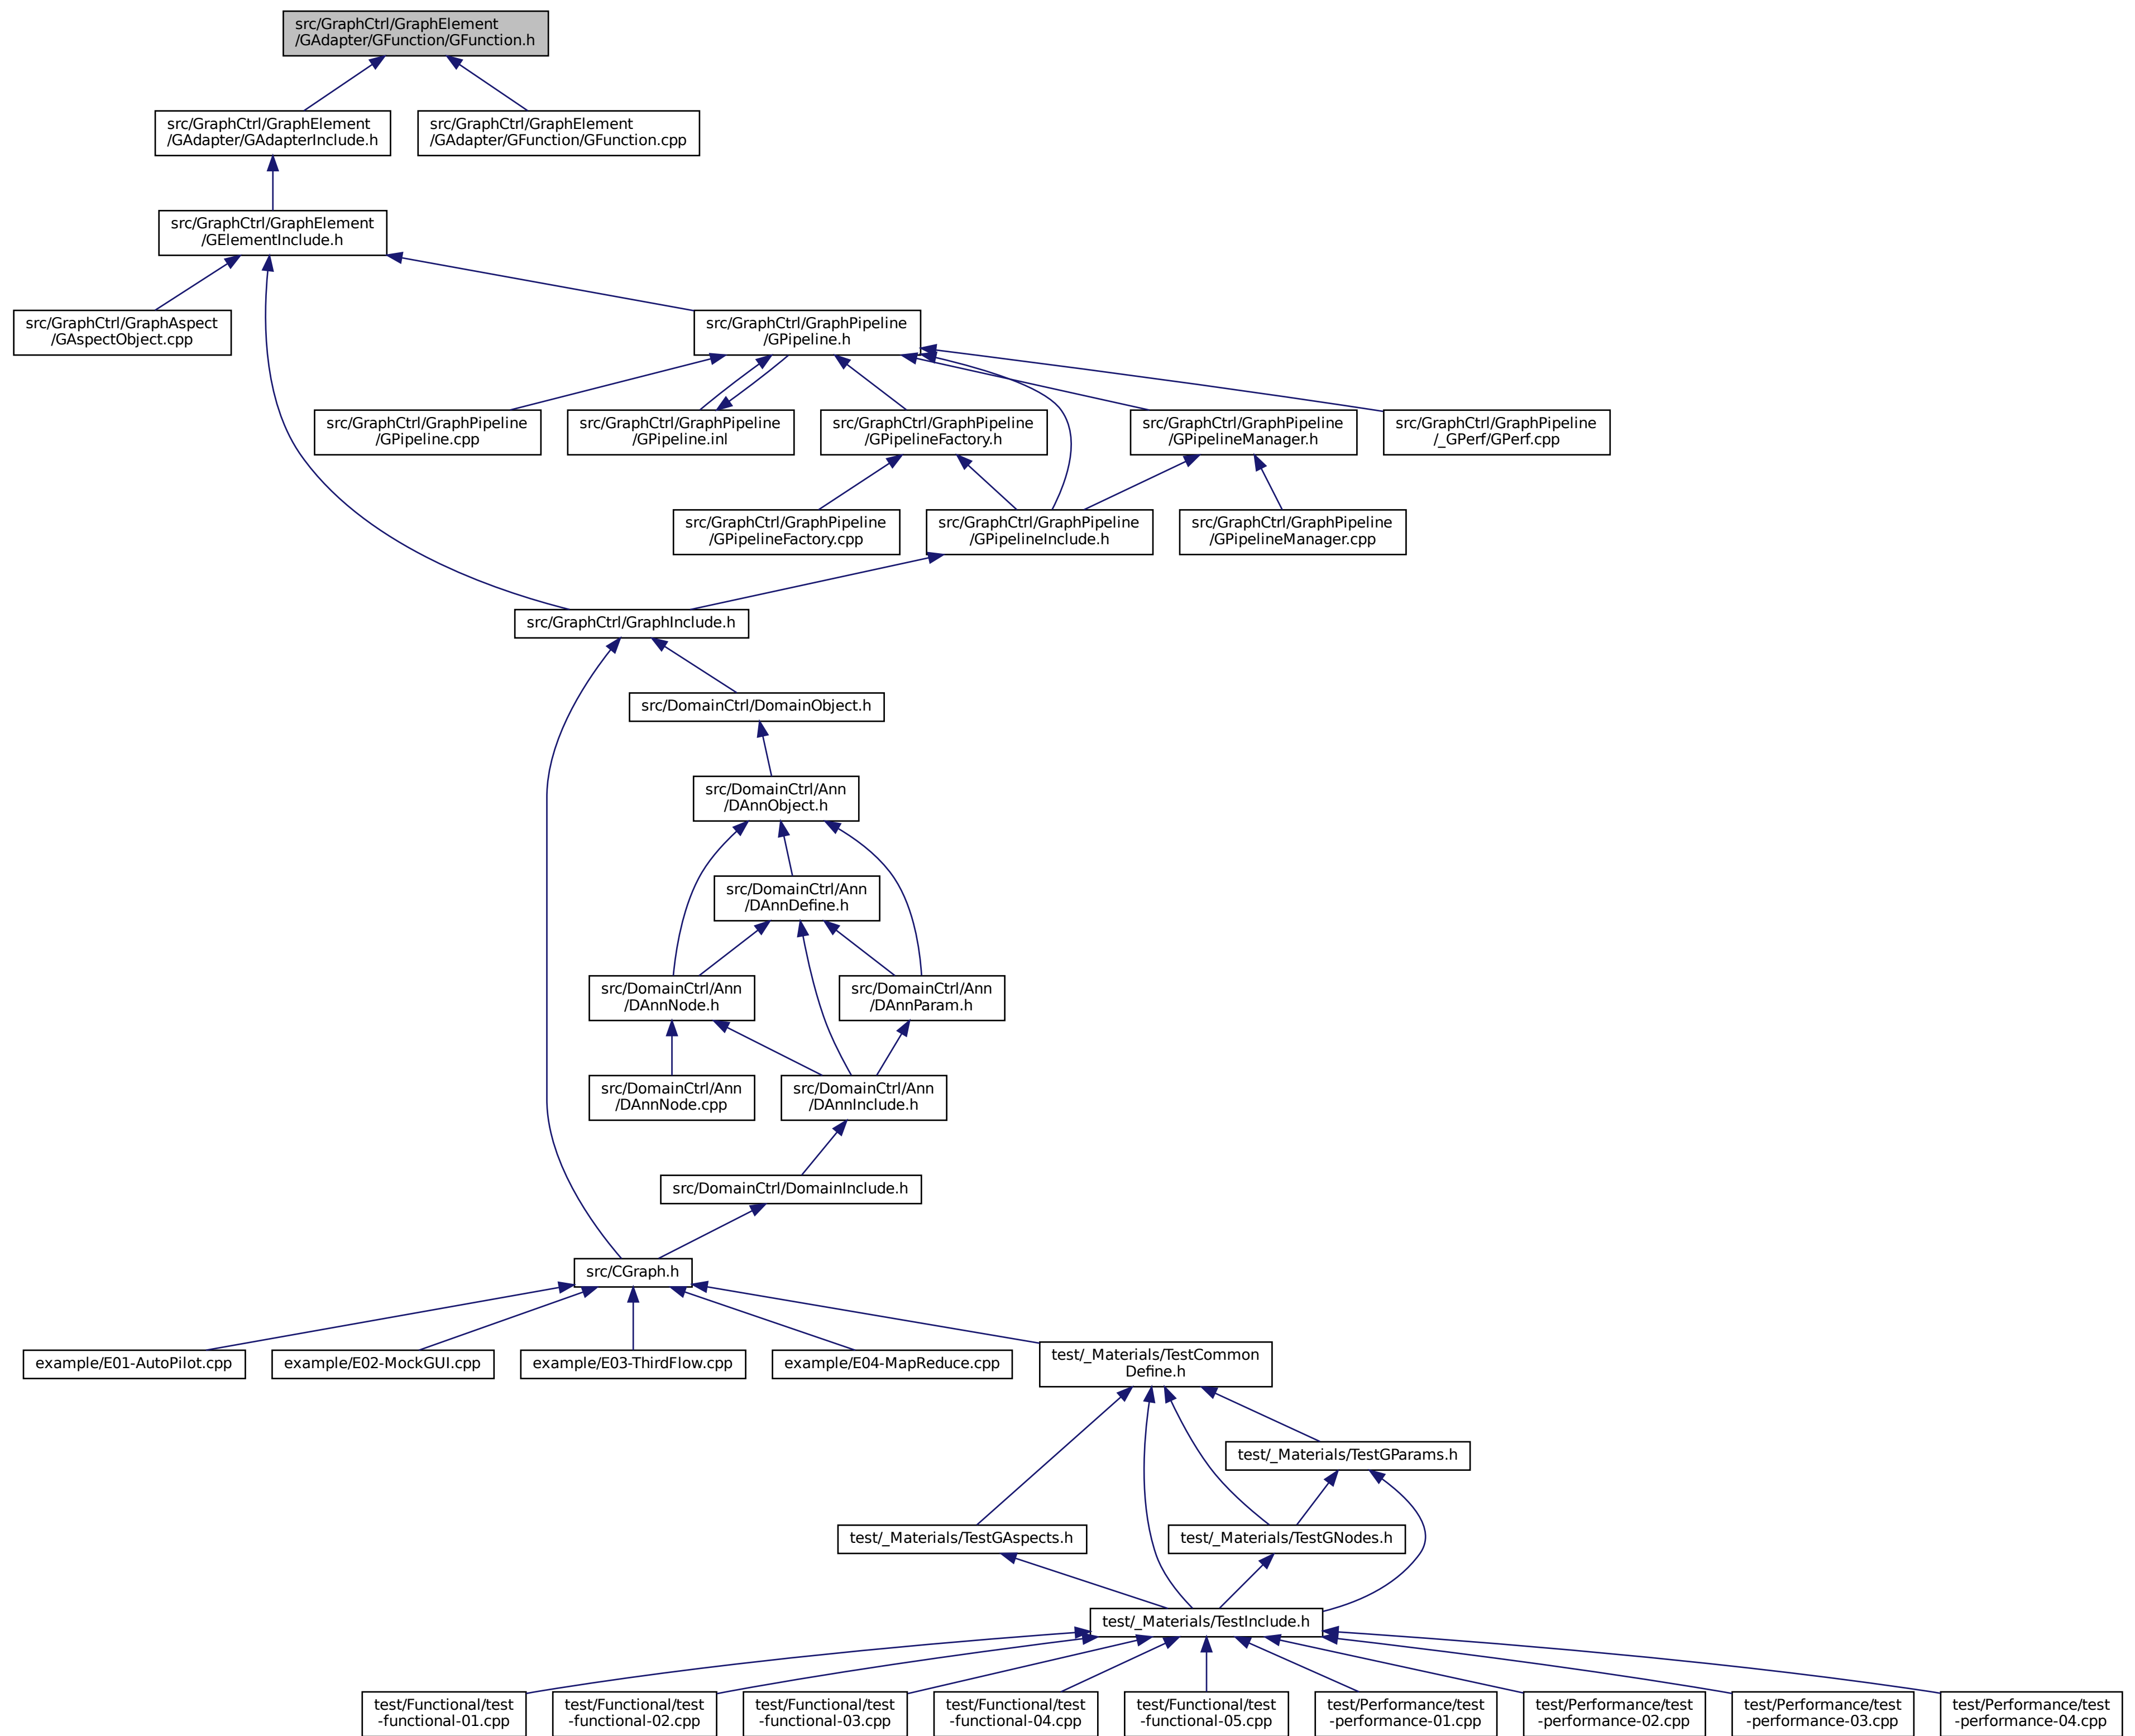 src/GraphCtrl/GraphElement
/GAdapter/GFunction/GFunction.h
src/GraphCtrl/GraphElement
/GAdapter/GAdapterInclude.h
src/GraphCtrl/GraphElement
/GAdapter/GFunction/GFunction.cpp
src/GraphCtrl/GraphElement
/GElementInclude.h
src/GraphCtrl/GraphAspect
/GAspectObject.cpp
src/GraphCtrl/GraphPipeline
/GPipeline.h
src/GraphCtrl/GraphPipeline
/GPipeline.cpp
src/GraphCtrl/GraphPipeline
/GPipeline.inl
src/GraphCtrl/GraphPipeline
/GPipelineFactory.h
src/GraphCtrl/GraphPipeline
/GPipelineManager.h
src/GraphCtrl/GraphPipeline
/_GPerf/GPerf.cpp
src/GraphCtrl/GraphPipeline
/GPipelineFactory.cpp
src/GraphCtrl/GraphPipeline
/GPipelineInclude.h
src/GraphCtrl/GraphPipeline
/GPipelineManager.cpp
src/GraphCtrl/GraphInclude.h
src/DomainCtrl/DomainObject.h
src/DomainCtrl/Ann
/DAnnObject.h
src/DomainCtrl/Ann
/DAnnDefine.h
src/DomainCtrl/Ann
/DAnnNode.h
src/DomainCtrl/Ann
/DAnnParam.h
src/DomainCtrl/Ann
/DAnnNode.cpp
src/DomainCtrl/Ann
/DAnnInclude.h
src/DomainCtrl/DomainInclude.h
src/CGraph.h
example/E01-AutoPilot.cpp
example/E02-MockGUI.cpp
example/E03-ThirdFlow.cpp
example/E04-MapReduce.cpp
test/_Materials/TestCommon
Define.h
test/_Materials/TestGParams.h
test/_Materials/TestGAspects.h
test/_Materials/TestGNodes.h
test/_Materials/TestInclude.h
test/Functional/test
-functional-01.cpp
test/Functional/test
-functional-02.cpp
test/Functional/test
-functional-03.cpp
test/Functional/test
-functional-04.cpp
test/Functional/test
-functional-05.cpp
test/Performance/test
-performance-01.cpp
test/Performance/test
-performance-02.cpp
test/Performance/test
-performance-03.cpp
test/Performance/test
-performance-04.cpp